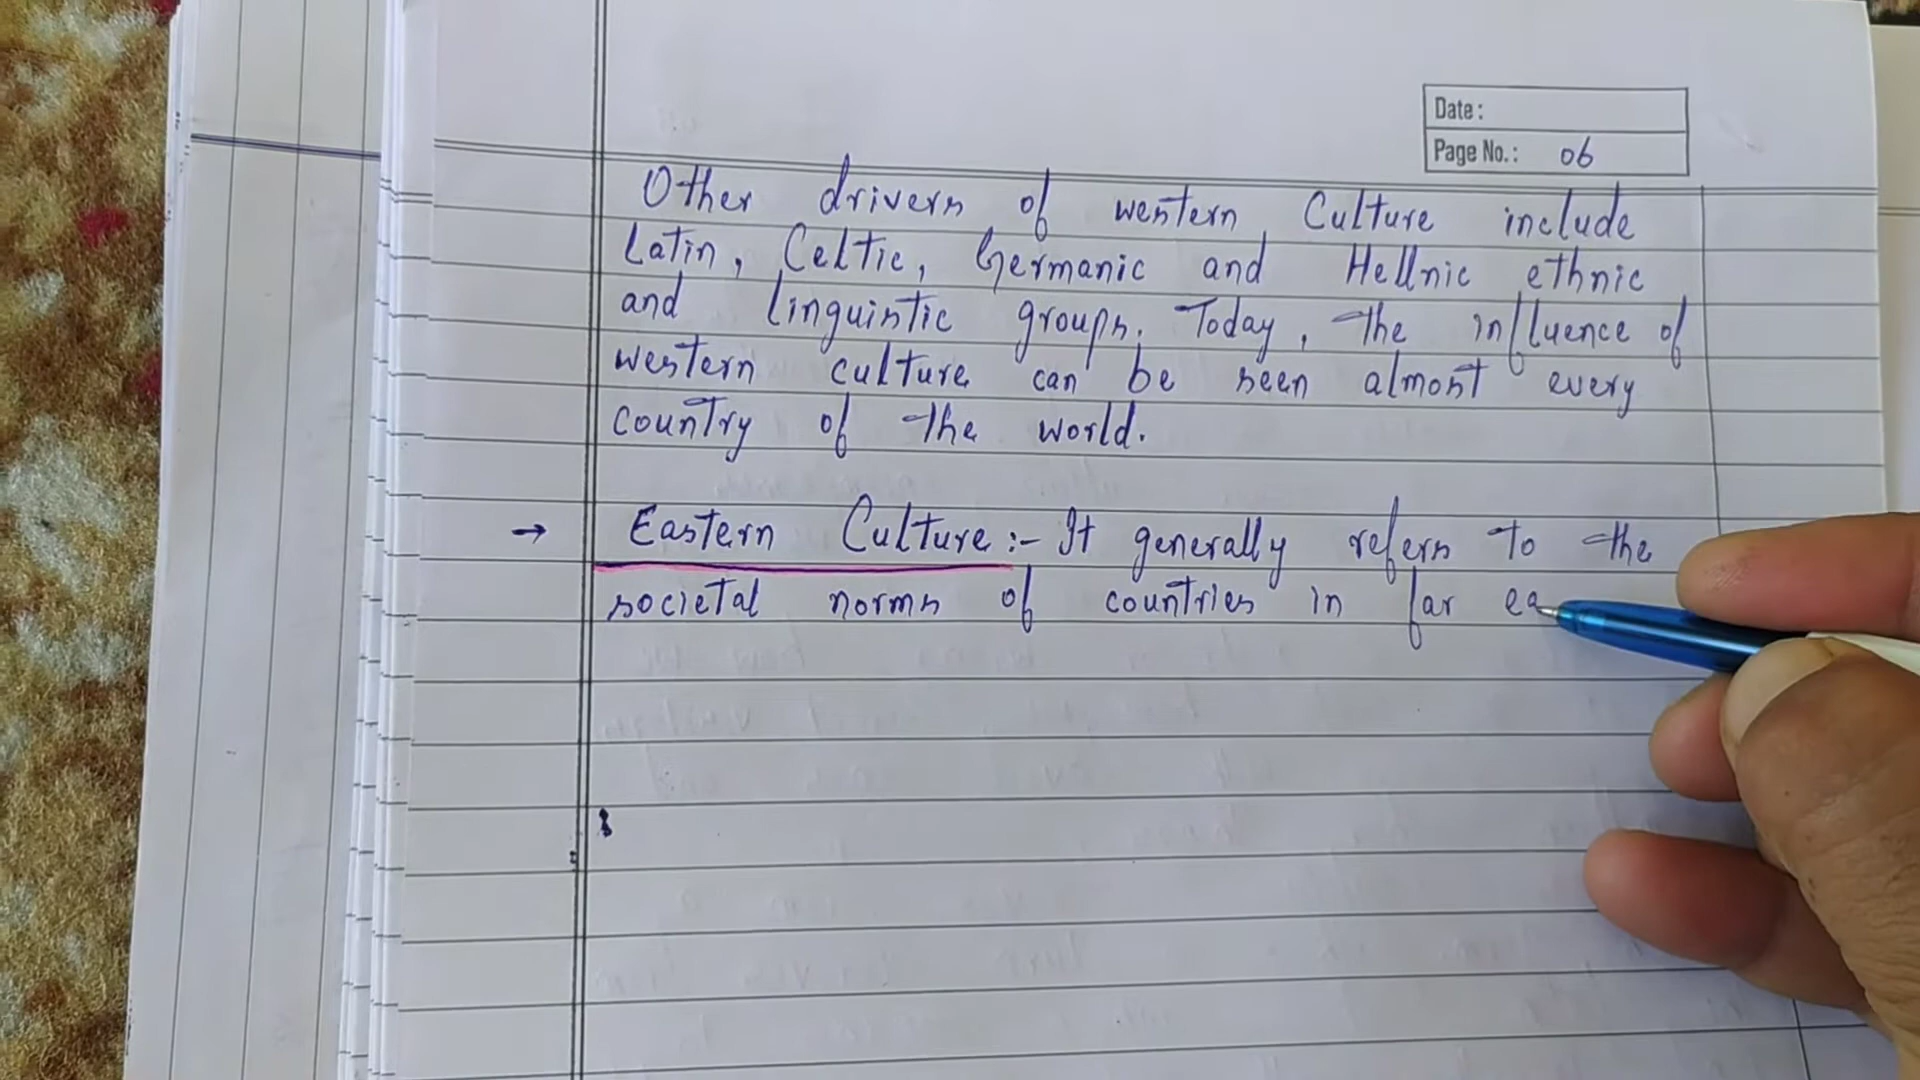 Date :
Page No. : 06
Other drivers of western Culture include
Latin, Celtic, Germanic and Hellnic ethnic
and linguistic groups. Today, the influence of
western culture can be seen almost every
country of the world.
→ Eastern Culture :- It generally refers to the
societal norms of countries in far ea